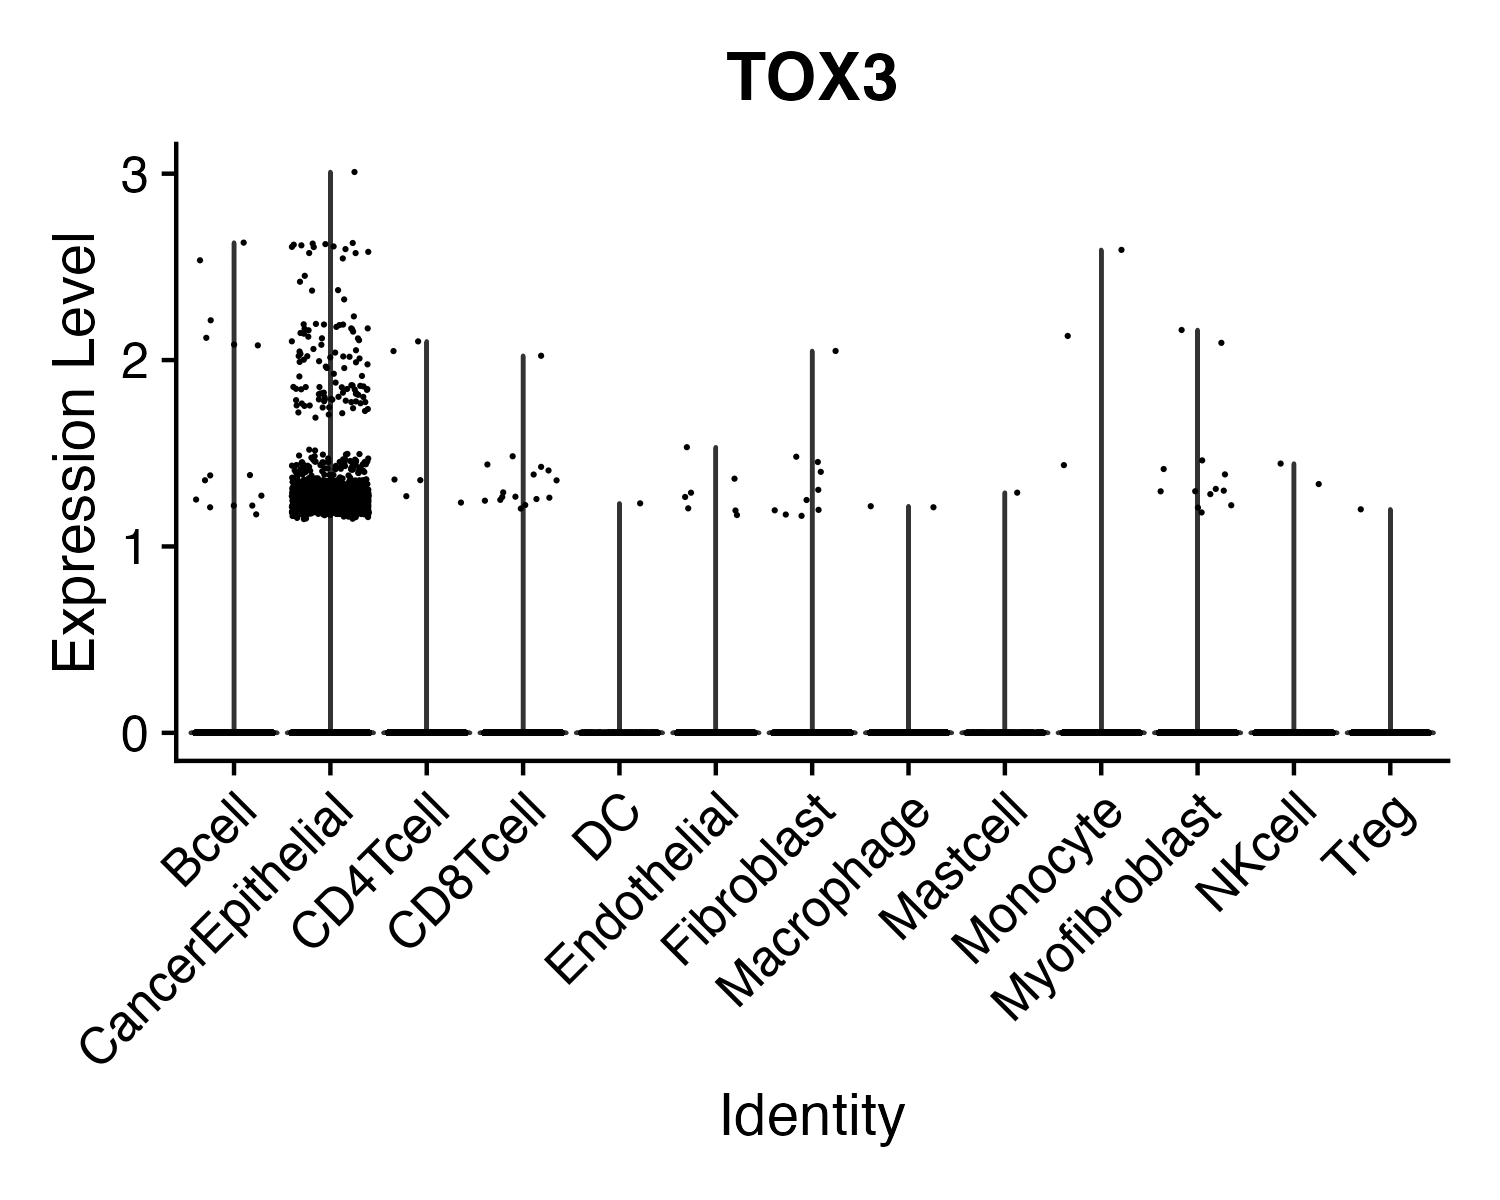 TOX3
Expression Level
3
2
1
0
Bcell
CancerEpithelial
CD4Tcell
CD8Tcell
DC
Endothelial
Fibroblast
Macrophage
Mastcell
Monocyte
Myofibroblast
NKcell
Treg
Identity